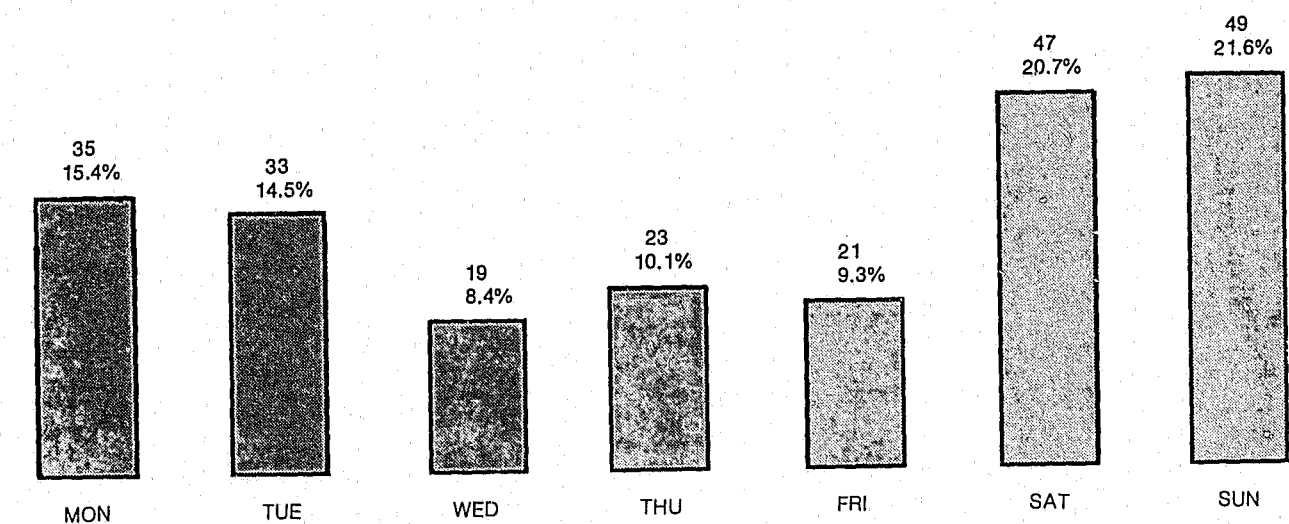 49
21.6%
47
20.7%
35
15.4%
33
14.5%
23
10.1%
21
9.3%
19
8.4%
MON
TUE
WED
THU
FRI
SAT
SUN